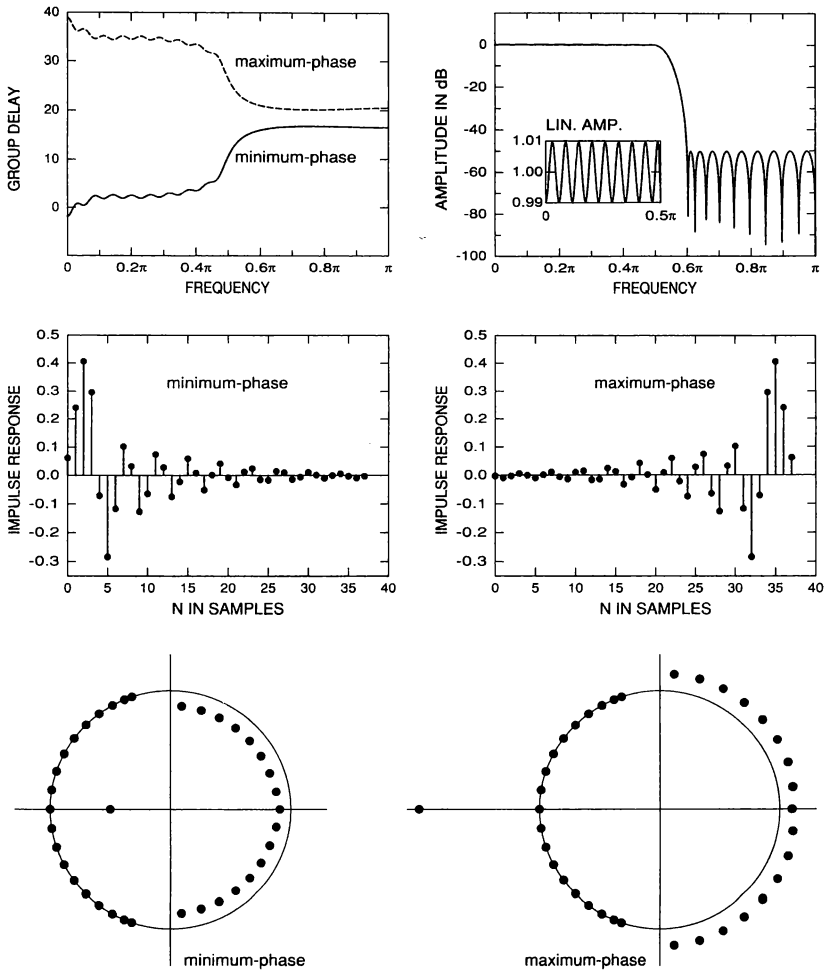 40
30
20
10
0
GROUP DELAY
maximum-phase
minimum-phase
0 0.2π 0.4π 0.6π 0.8π π
FREQUENCY
0
-20
-40
-60
-80
-100
AMPLITUDE IN dB
LIN. AMP.
1.01
1.00
0.99
0 0.5π
0 0.2π 0.4π 0.6π 0.8π π
FREQUENCY
0.5
0.4
0.3
0.2
0.1
0.0
-0.1
-0.2
-0.3
IMPULSE RESPONSE
minimum-phase
0 5 10 15 20 25 30 35 40
N IN SAMPLES
0.5
0.4
0.3
0.2
0.1
0.0
-0.1
-0.2
-0.3
IMPULSE RESPONSE
maximum-phase
0 5 10 15 20 25 30 35 40
N IN SAMPLES
minimum-phase
maximum-phase